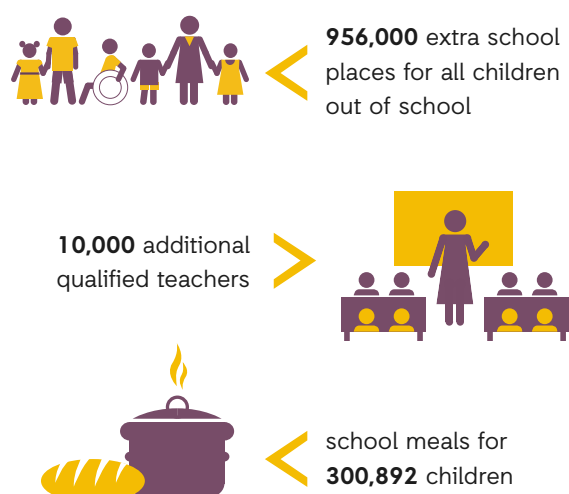 956,000 extra school
places for all children
out of school
10,000 additional
qualified teachers
school meals for
300,892 children